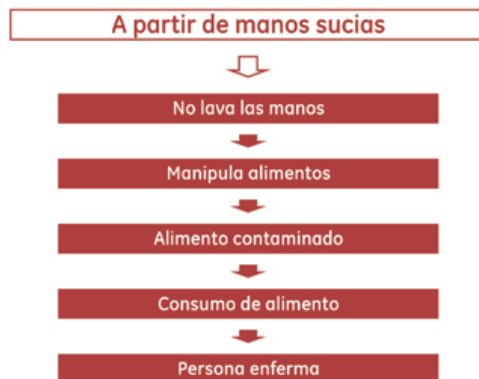 A partir de manos sucias
No lava las manos
Manipula alimentos
Alimento contaminado
Consumo de alimento
Persona enferma